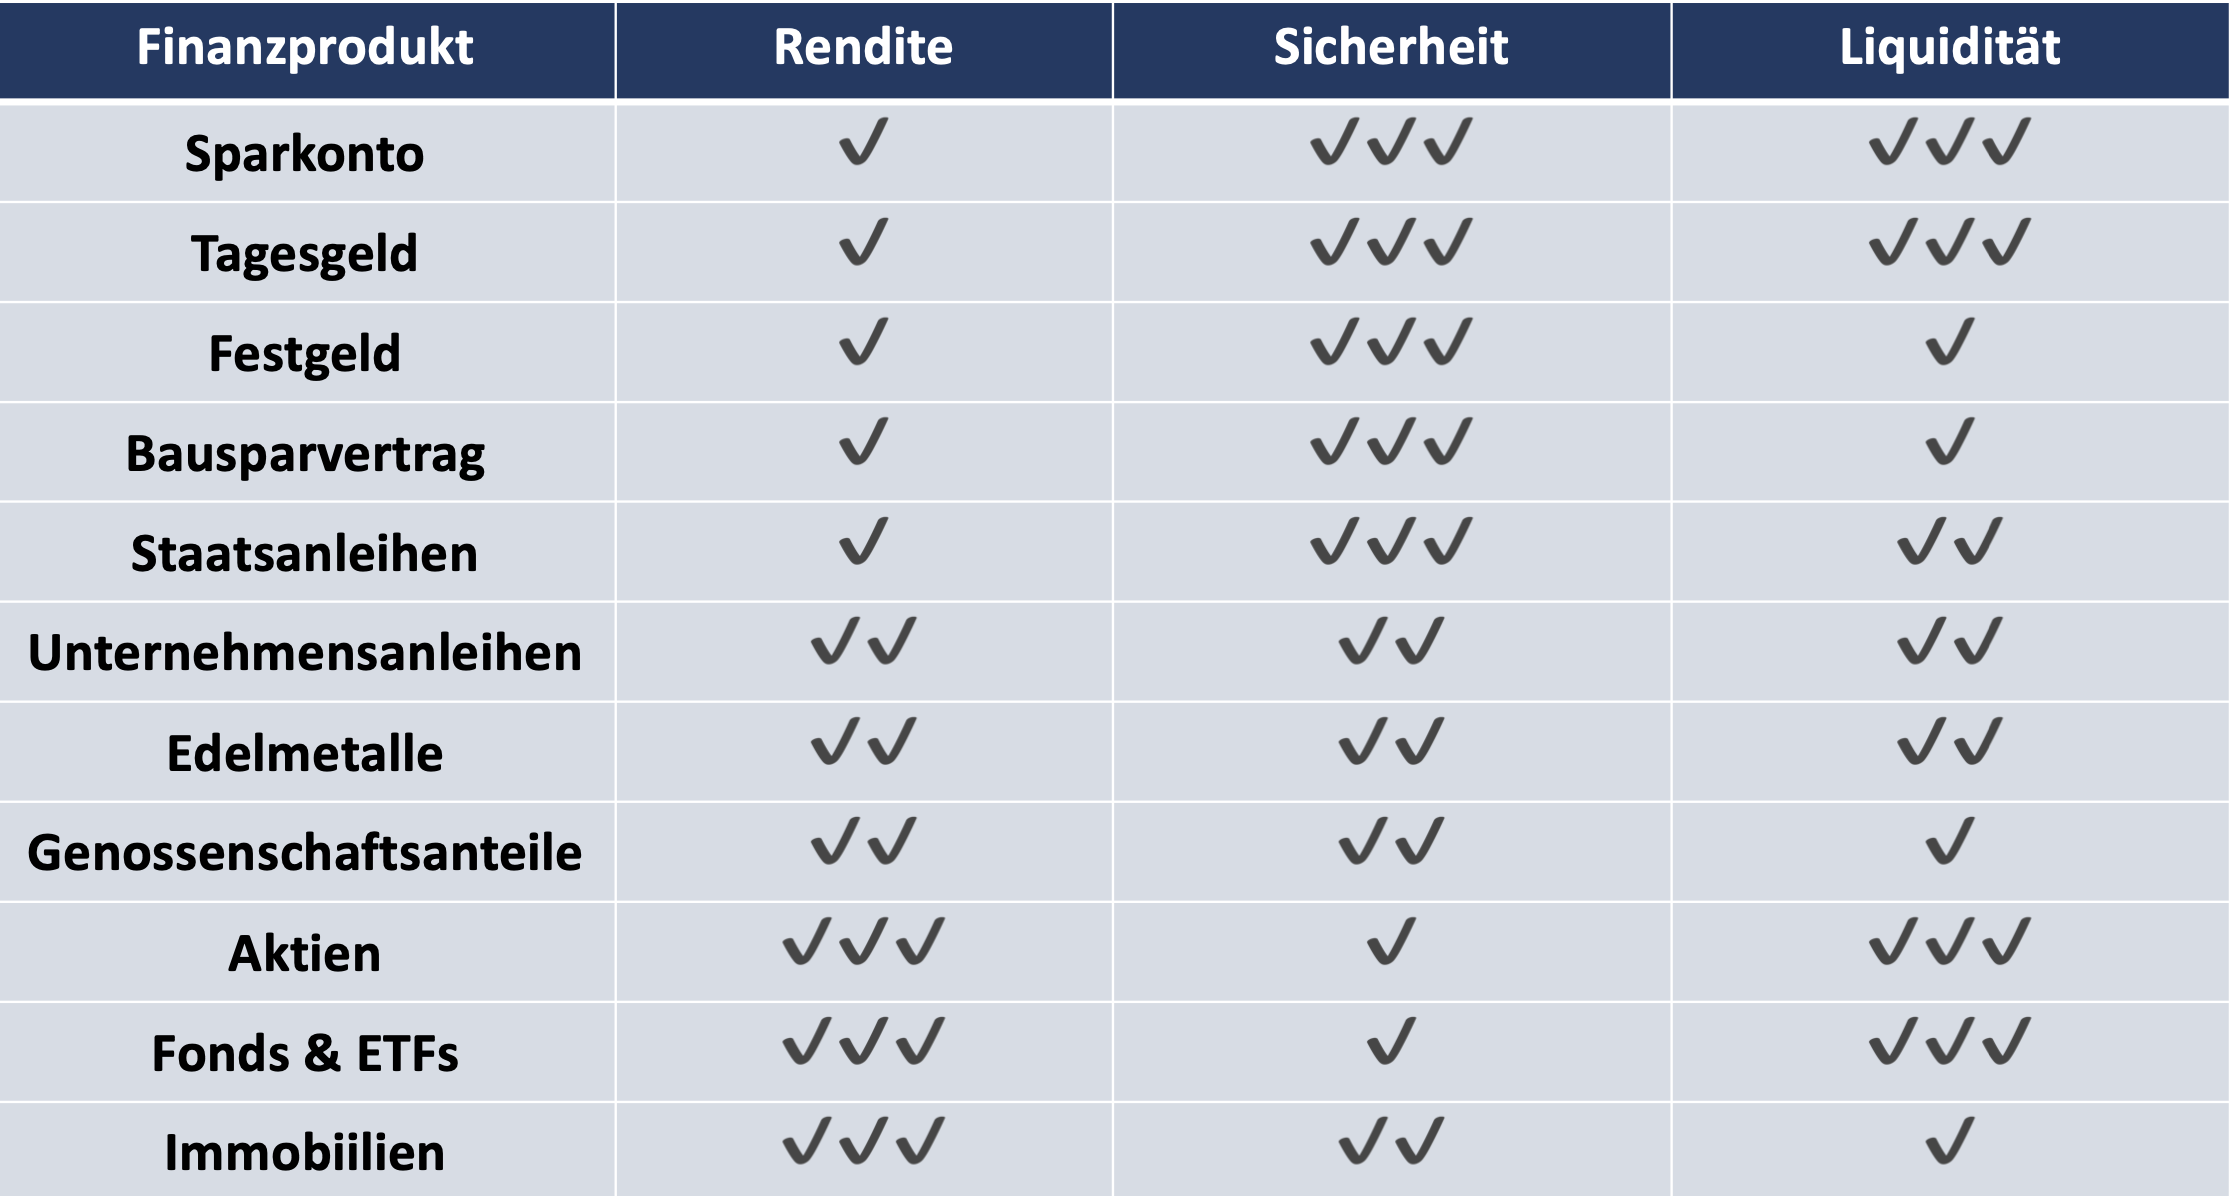 Finanzprodukt Rendite Sicherheit Liquidität
Sparkonto ✓ ✓✓✓ ✓✓✓
Tagesgeld ✓ ✓✓✓ ✓✓✓
Festgeld ✓ ✓✓✓ ✓
Bausparvertrag ✓ ✓✓✓ ✓
Staatsanleihen ✓ ✓✓✓ ✓✓
Unternehmensanleihen ✓✓ ✓✓ ✓✓
Edelmetalle ✓✓ ✓✓ ✓✓
Genossenschaftsanteile ✓✓ ✓✓ ✓
Aktien ✓✓✓ ✓ ✓✓✓
Fonds & ETFs ✓✓✓ ✓ ✓✓✓
Immobiilien ✓✓✓ ✓✓ ✓